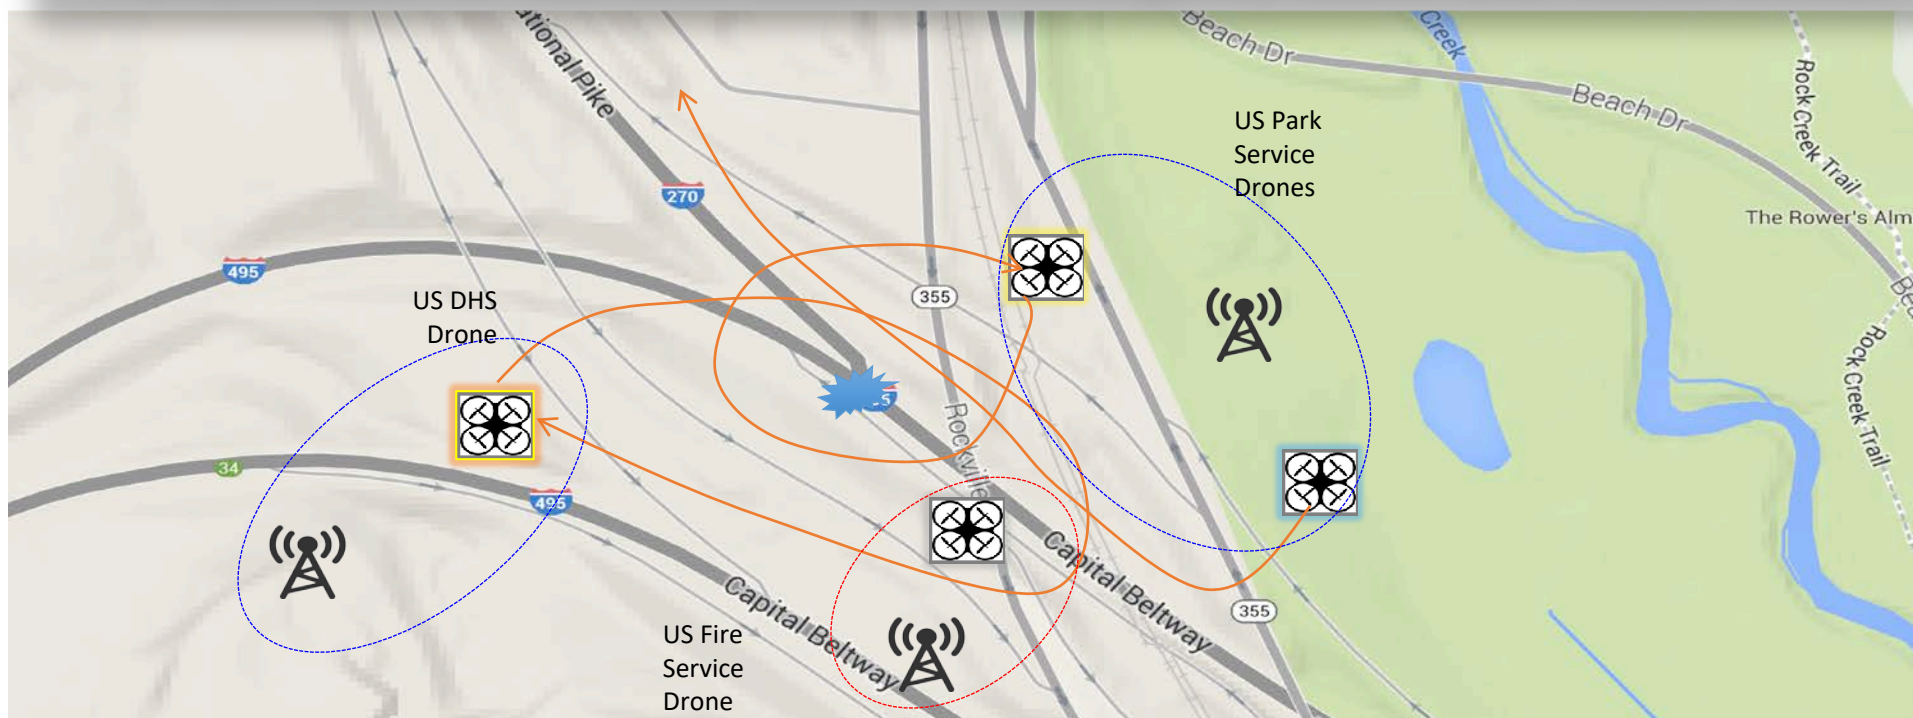 ational Pike
Creek
Beach Dr
Beach Dr
Rock Creek Trail
US Park
Service
Drones
270
The Rower's Alm
495
355
US DHS
Drone
Rock Creek Trail
Rockville
34
495
Capital Beltway
Capital Beltway
355
US Fire
Service
Drone